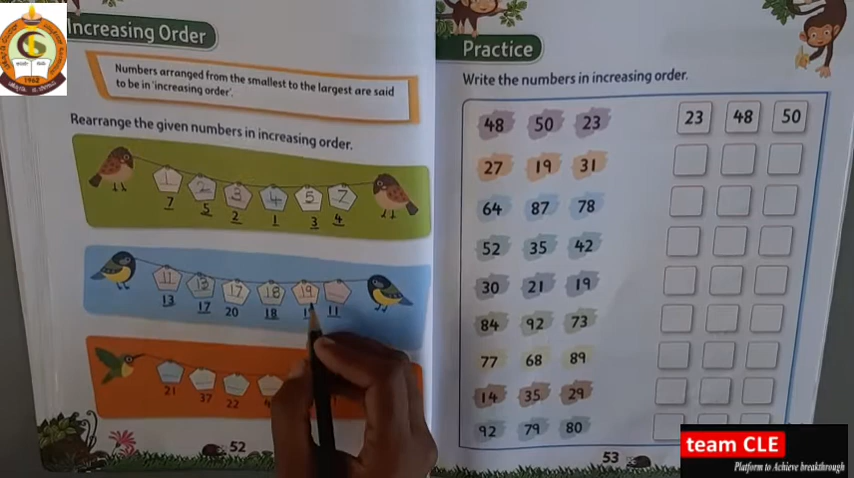 Increasing Order
Numbers arranged from the smallest to the largest are said
to be in 'increasing order'.
Rearrange the given numbers in increasing order.
1 2 3 4 5 7
7 5 2 1 3 4
11 13 17 18 19
13 17 20 18 11
21 37 22
52
Practice
Write the numbers in increasing order.
48 50 23 23 48 50
27 19 31
64 87 78
52 35 42
30 21 19
84 92 73
77 68 89
14 35 29
92 79 80
53
1962
team CLE
Platform to Achieve breakthrough